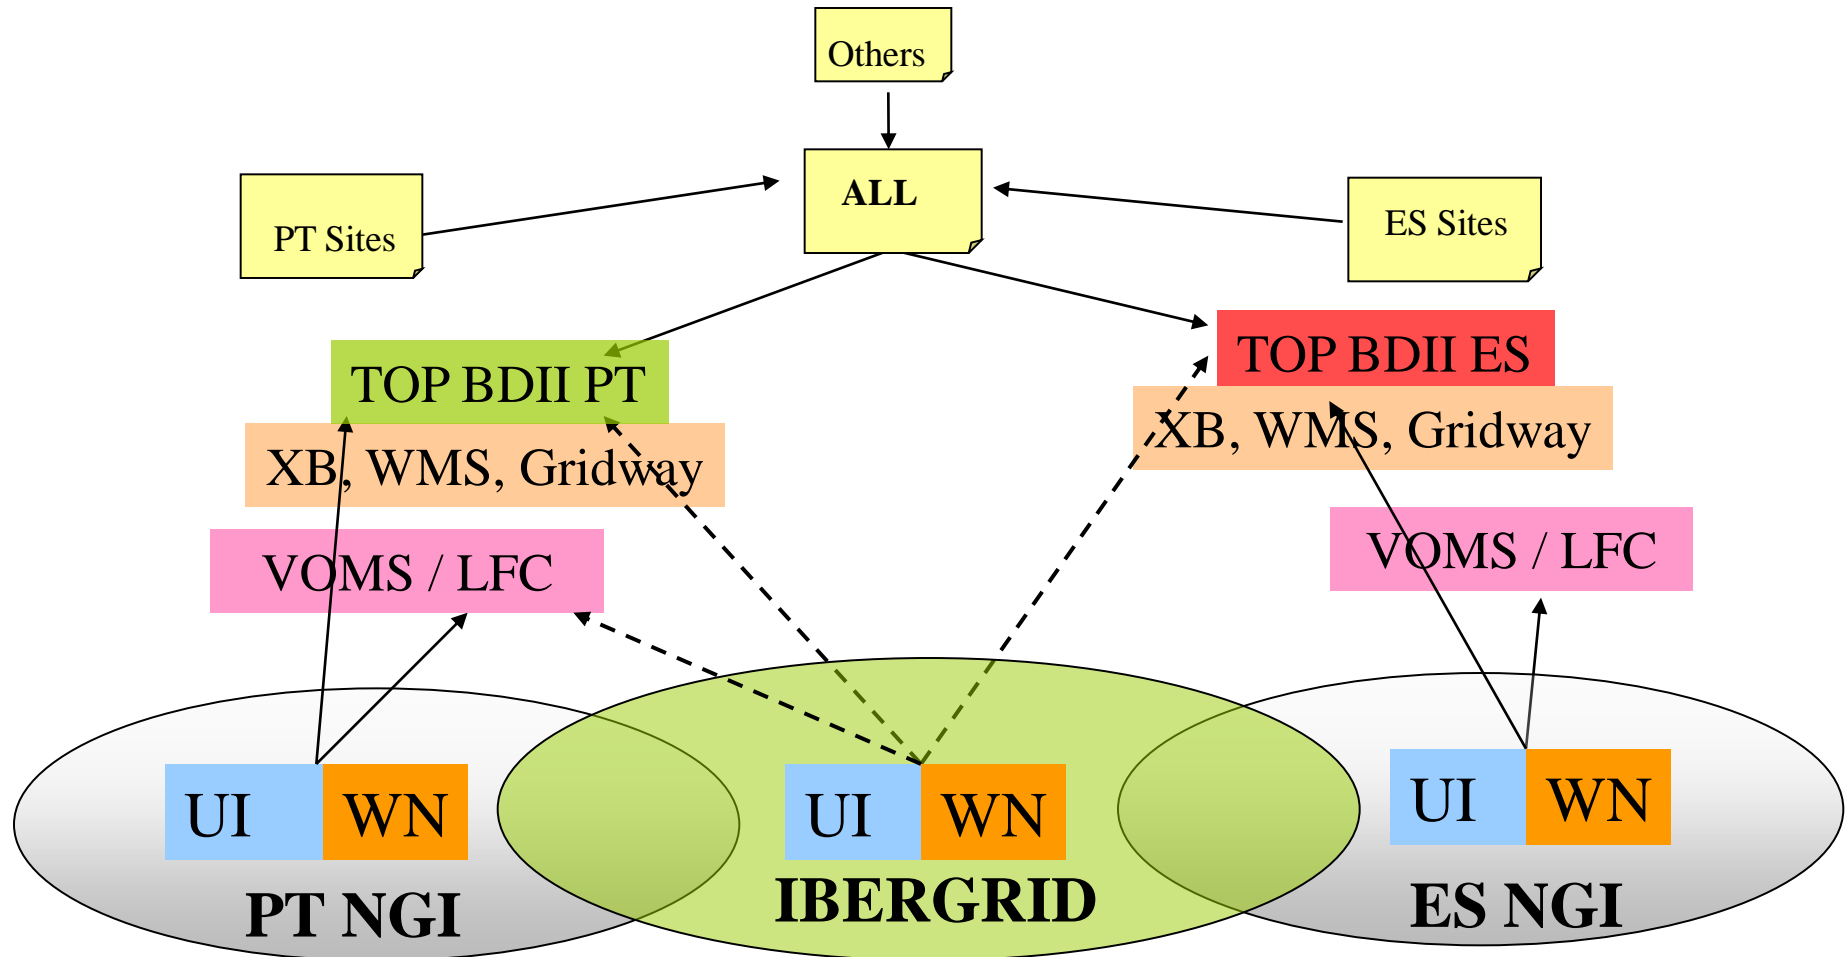 Others
ALL
PT Sites
ES Sites
TOP BDII PT
TOP BDII ES
XB, WMS, Gridway
XB, WMS, Gridway
VOMS / LFC
VOMS / LFC
UI WN
UI WN
UI WN
PT NGI
IBERGRID
ES NGI